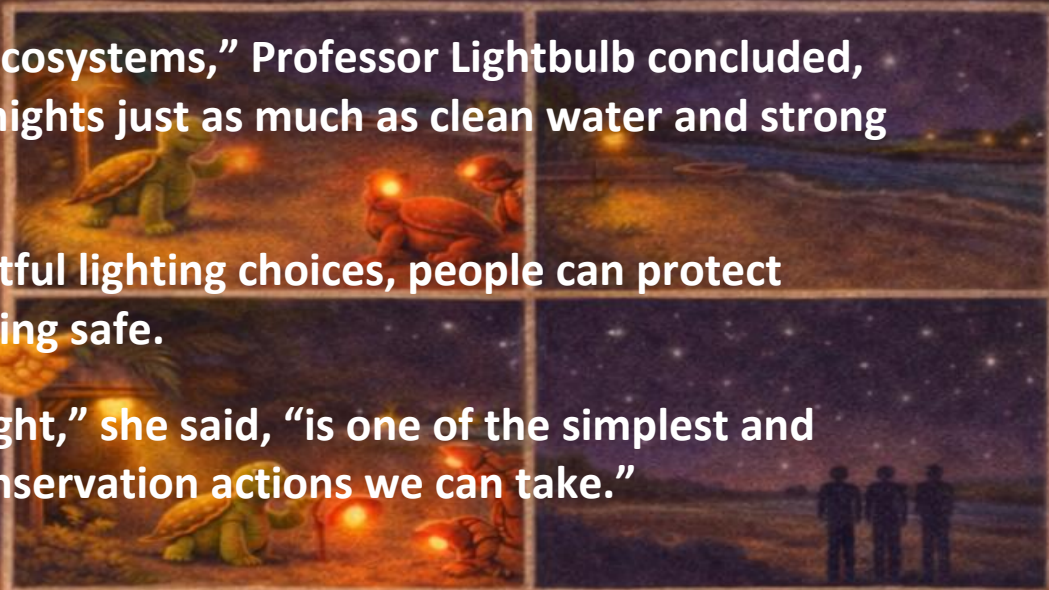 cosystems,” Professor Lightbulb concluded,
nights just as much as clean water and strong
tful lighting choices, people can protect
ing safe.
ght,” she said, “is one of the simplest and
nservation actions we can take.”